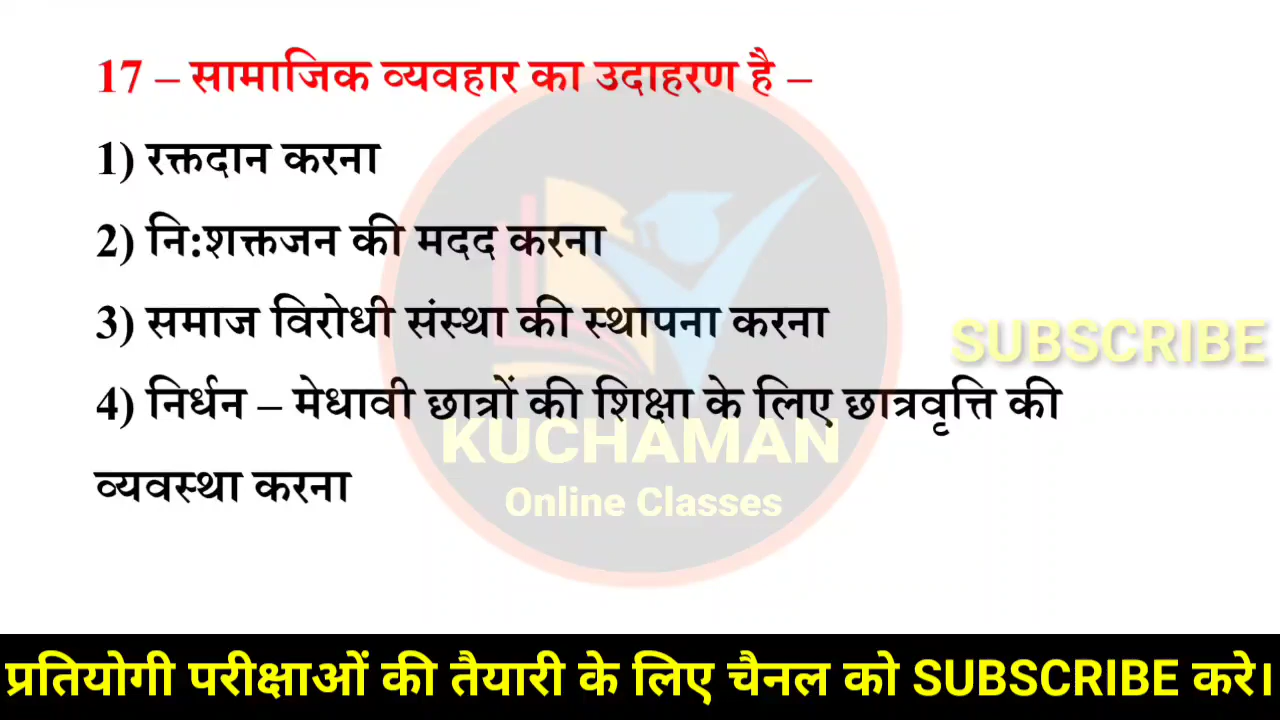 17 – सामाजिक व्यवहार का उदाहरण है –
1) रक्तदान करना
2) नि:शक्तजन की मदद करना
3) समाज विरोधी संस्था की स्थापना करना
SUBSCRIBE
4) निर्धन – मेधावी छात्रों की शिक्षा के लिए छात्रवृत्ति की
व्यवस्था करना
KUCHAMAN
Online Classes
प्रतियोगी परीक्षाओं की तैयारी के लिए चैनल को SUBSCRIBE करे।